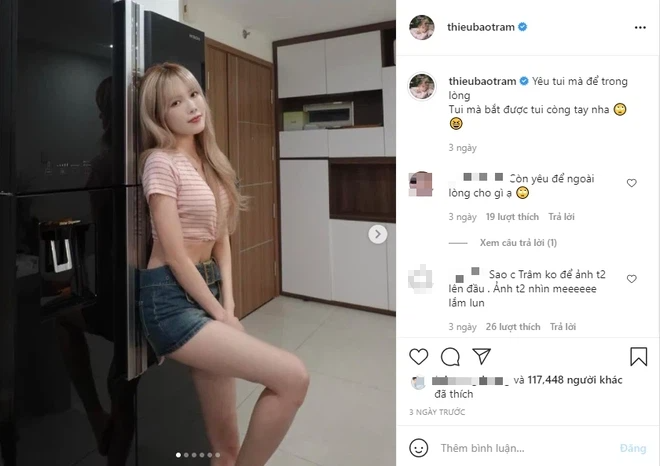 thieubaotram
thieubaotram Yêu tui mà để trong
lòng
Tui mà bắt được tui còng tay nha
3 ngày
Còn yêu để ngoài
lòng cho gì ạ
3 ngày 19 lượt thích Trả lời
Xem câu trả lời (1)
Sao c Trâm ko để ảnh t2
lên đầu . Ảnh t2 nhìn meeeeee
lắm lun
3 ngày 26 lượt thích Trả lời
và 117,448 người khác
đã thích
3 NGÀY TRƯỚC
Thêm bình luận... Đăng